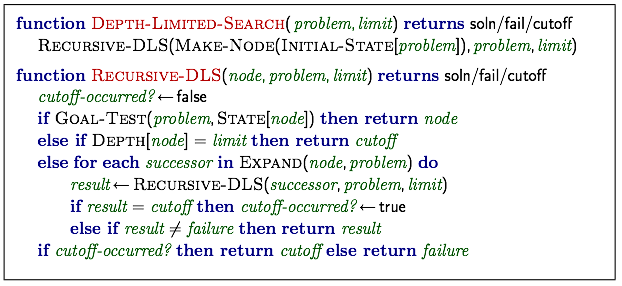 function DEPTH-LIMITED-SEARCH( problem, limit) returns soln/fail/cutoff
RECURSIVE-DLS(MAKE-NODE(INITIAL-STATE[problem]), problem, limit)
function RECURSIVE-DLS(node, problem, limit) returns soln/fail/cutoff
cutoff-occurred? ← false
if GOAL-TEST(problem, STATE[node]) then return node
else if DEPTH[node] = limit then return cutoff
else for each successor in EXPAND(node, problem) do
result ← RECURSIVE-DLS(successor, problem, limit)
if result = cutoff then cutoff-occurred? ← true
else if result ≠ failure then return result
if cutoff-occurred? then return cutoff else return failure